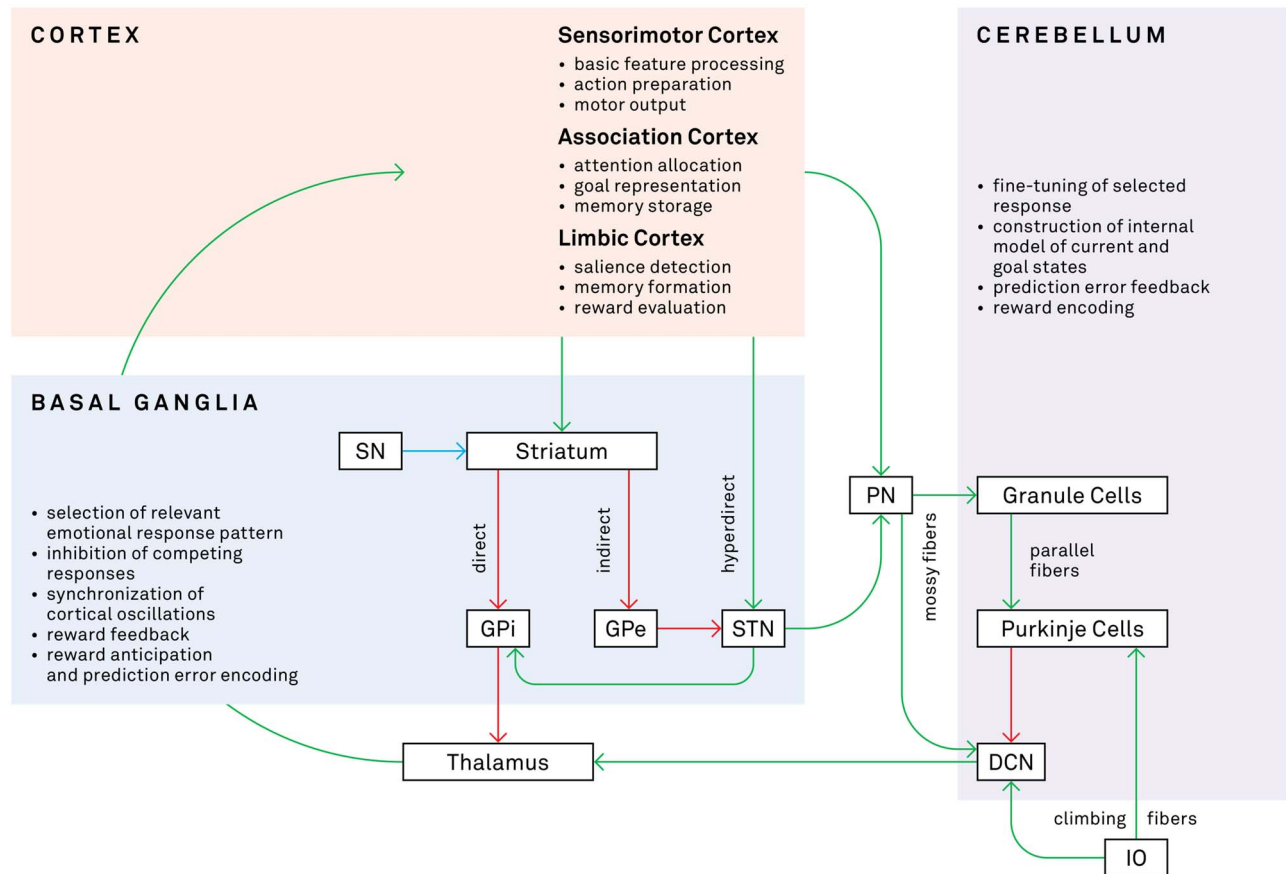 CORTEX
Sensorimotor Cortex
• basic feature processing
• action preparation
• motor output
Association Cortex
• attention allocation
• goal representation
• memory storage
Limbic Cortex
• salience detection
• memory formation
• reward evaluation
CEREBELLUM
• fine-tuning of selected
response
• construction of internal
model of current and
goal states
• prediction error feedback
• reward encoding
BASAL GANGLIA
• selection of relevant
emotional response pattern
• inhibition of competing
responses
• synchronization of
cortical oscillations
• reward feedback
• reward anticipation
and prediction error encoding
SN
Striatum
direct
indirect
hyperdirect
GPi
GPe
STN
PN
mossy fibers
Granule Cells
parallel
fibers
Purkinje Cells
Thalamus
DCN
climbing fibers
IO